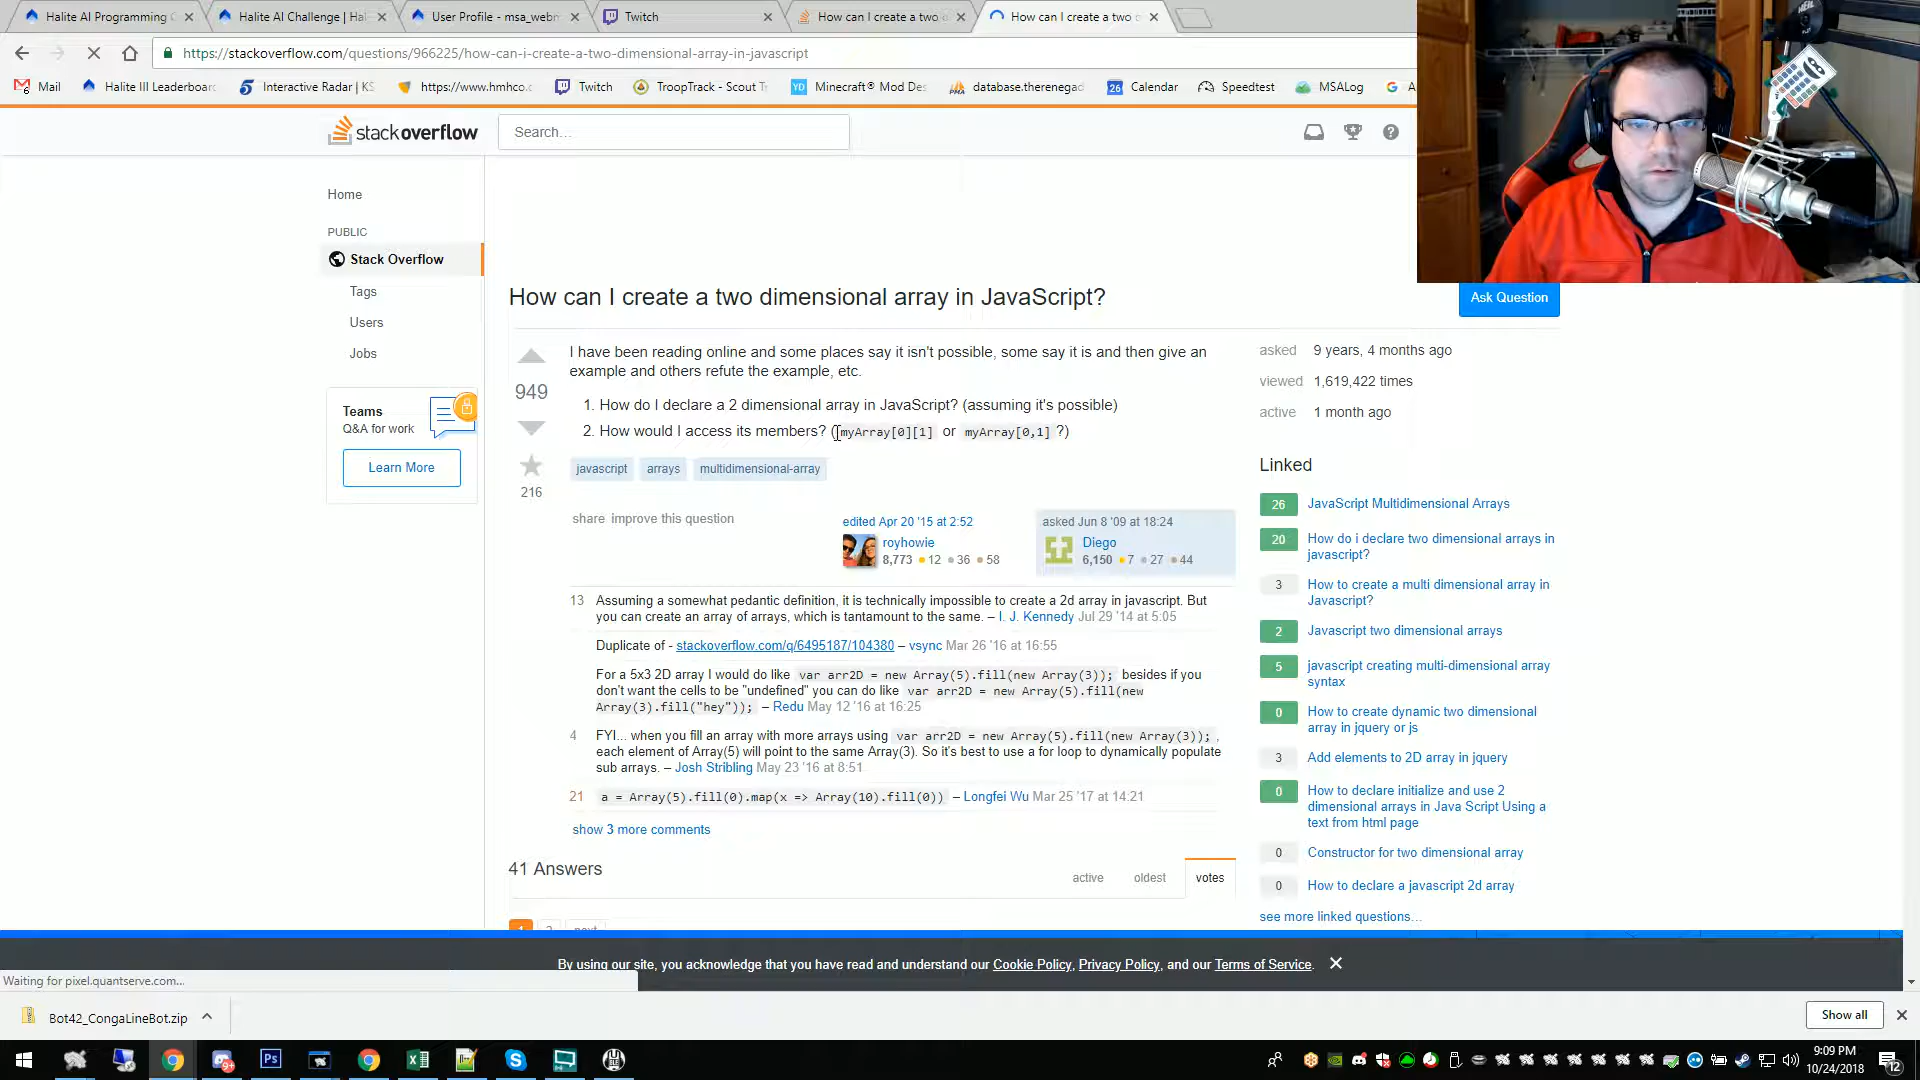 Halite AI Programming
Halite AI Challenge | Hal
User Profile - msa_webm
Twitch
How can I create a two
How can I create a two
https://stackoverflow.com/questions/966225/how-can-i-create-a-two-dimensional-array-in-javascript
Mail
Halite III Leaderboard
Interactive Radar | KS
https://www.hmhco.c
Twitch
TroopTrack - Scout T
Minecraft® Mod Des
database.therenegad
Calendar
Speedtest
MSALog
stackoverflow
Search…
Home
PUBLIC
Stack Overflow
Tags
Users
Jobs
Teams
Q&A for work
Learn More
How can I create a two dimensional array in JavaScript?
Ask Question
949
216
I have been reading online and some places say it isn't possible, some say it is and then give an
example and others refute the example, etc.
1. How do I declare a 2 dimensional array in JavaScript? (assuming it's possible)
2. How would I access its members? (myArray[0][1] or myArray[0,1] ?)
javascript arrays multidimensional-array
share improve this question
edited Apr 20 '15 at 2:52
royhowie
8,773 12 36 58
asked Jun 8 '09 at 18:24
Diego
6,150 7 27 44
13 Assuming a somewhat pedantic definition, it is technically impossible to create a 2d array in javascript. But
you can create an array of arrays, which is tantamount to the same. – I. J. Kennedy Jul 29 '14 at 5:05
Duplicate of - stackoverflow.com/q/6495187/104380 – vsync Mar 26 '16 at 16:55
For a 5x3 2D array I would do like var arr2D = new Array(5).fill(new Array(3)); besides if you
don't want the cells to be "undefined" you can do like var arr2D = new Array(5).fill(new
Array(3).fill("hey")); – Redu May 12 '16 at 16:25
4 FYI... when you fill an array with more arrays using var arr2D = new Array(5).fill(new Array(3)); ,
each element of Array(5) will point to the same Array(3). So it's best to use a for loop to dynamically populate
sub arrays. – Josh Stribling May 23 '16 at 8:51
21 a = Array(5).fill(0).map(x => Array(10).fill(0)) – Longfei Wu Mar 25 '17 at 14:21
show 3 more comments
41 Answers
active oldest votes
asked 9 years, 4 months ago
viewed 1,619,422 times
active 1 month ago
Linked
26 JavaScript Multidimensional Arrays
20 How do i declare two dimensional arrays in
javascript?
3 How to create a multi dimensional array in
Javascript?
2 Javascript two dimensional arrays
5 javascript creating multi-dimensional array
syntax
0 How to create dynamic two dimensional
array in jquery or js
3 Add elements to 2D array in jquery
0 How to declare initialize and use 2
dimensional arrays in Java Script Using a
text from html page
0 Constructor for two dimensional array
0 How to declare a javascript 2d array
see more linked questions…
By using our site, you acknowledge that you have read and understand our Cookie Policy, Privacy Policy, and our Terms of Service.
Waiting for pixel.quantserve.com...
Bot42_CongaLineBot.zip
Show all
9:09 PM
10/24/2018
12